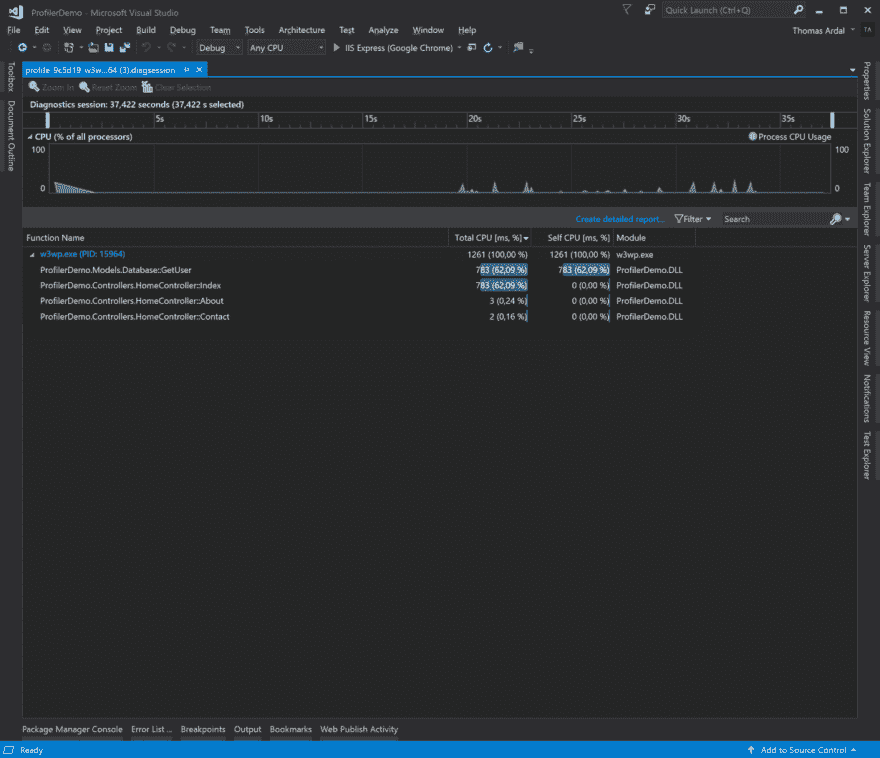 ProfilerDemo - Microsoft Visual Studio
Quick Launch (Ctrl+Q)
File Edit View Project Build Debug Team Tools Architecture Test Analyze Window Help
Thomas Ardal TA
Debug Any CPU IIS Express (Google Chrome)
Toolbox
Document Outline
profile_9c5d19_w3w...64 (3).diagsession
Zoom In Reset Zoom Clear Selection
Diagnostics session: 37,422 seconds (37,422 s selected)
5s 10s 15s 20s 25s 30s 35s
CPU (% of all processors) Process CPU Usage
100 100
0 0
Create detailed report... Filter Search
Function Name Total CPU [ms, %] Self CPU [ms, %] Module
w3wp.exe (PID: 15964) 1261 (100,00 %) 1261 (100,00 %) w3wp.exe
ProfilerDemo.Models.Database::GetUser 783 (62,09 %) 783 (62,09 %) ProfilerDemo.DLL
ProfilerDemo.Controllers.HomeController::Index 783 (62,09 %) 0 (0,00 %) ProfilerDemo.DLL
ProfilerDemo.Controllers.HomeController::About 3 (0,24 %) 0 (0,00 %) ProfilerDemo.DLL
ProfilerDemo.Controllers.HomeController::Contact 2 (0,16 %) 0 (0,00 %) ProfilerDemo.DLL
Properties
Solution Explorer
Team Explorer
Server Explorer
Resource View
Notifications
Test Explorer
Package Manager Console Error List ... Breakpoints Output Bookmarks Web Publish Activity
Ready Add to Source Control